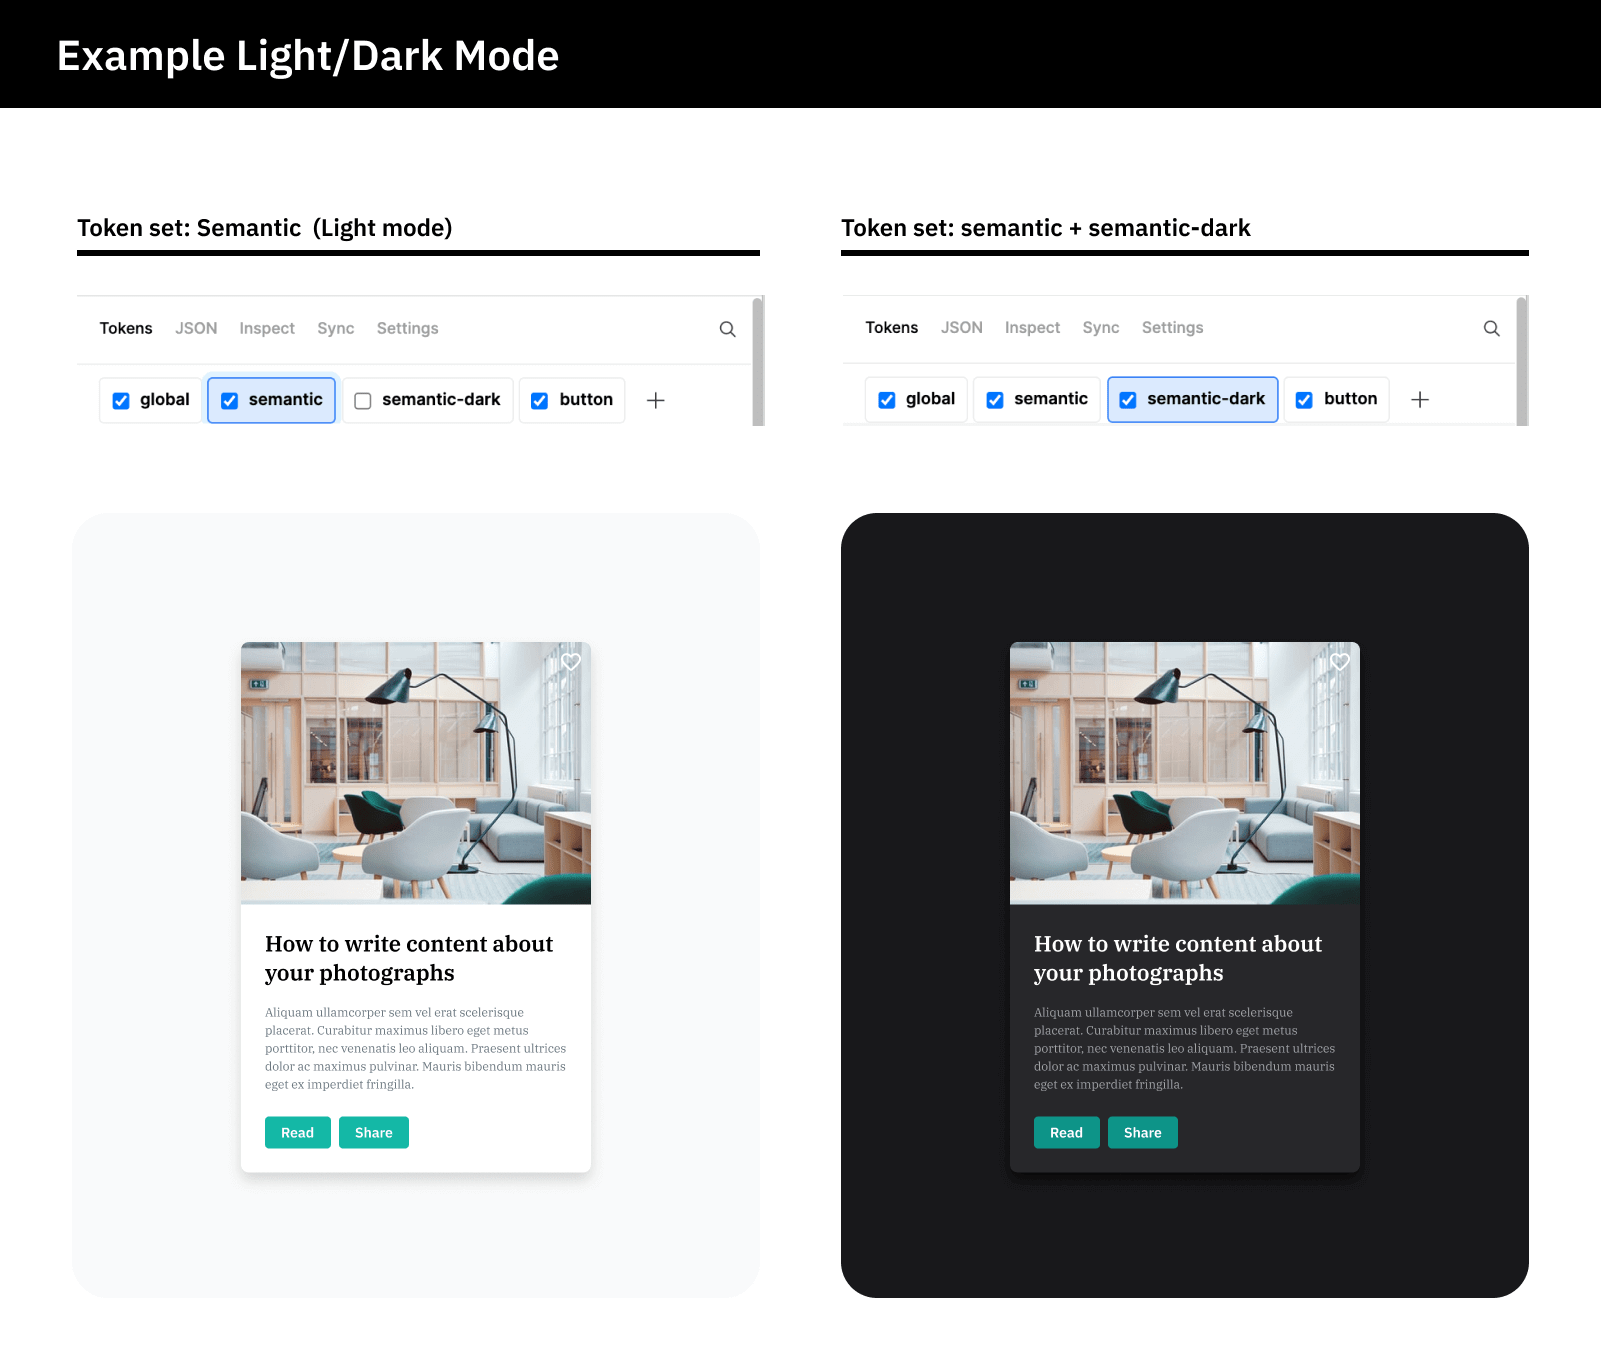 Example Light/Dark Mode
Token set: Semantic (Light mode)
Tokens JSON Inspect Sync Settings
global semantic semantic-dark button
How to write content about
your photographs
Aliquam ullamcorper sem vel erat scelerisque
placerat. Curabitur maximus libero eget metus
porttitor, nec venenatis leo aliquam. Praesent ultrices
dolor ac maximus pulvinar. Mauris bibendum mauris
eget ex imperdiet fringilla.
Read Share
Token set: semantic + semantic-dark
Tokens JSON Inspect Sync Settings
global semantic semantic-dark button
How to write content about
your photographs
Aliquam ullamcorper sem vel erat scelerisque
placerat. Curabitur maximus libero eget metus
porttitor, nec venenatis leo aliquam. Praesent ultrices
dolor ac maximus pulvinar. Mauris bibendum mauris
eget ex imperdiet fringilla.
Read Share